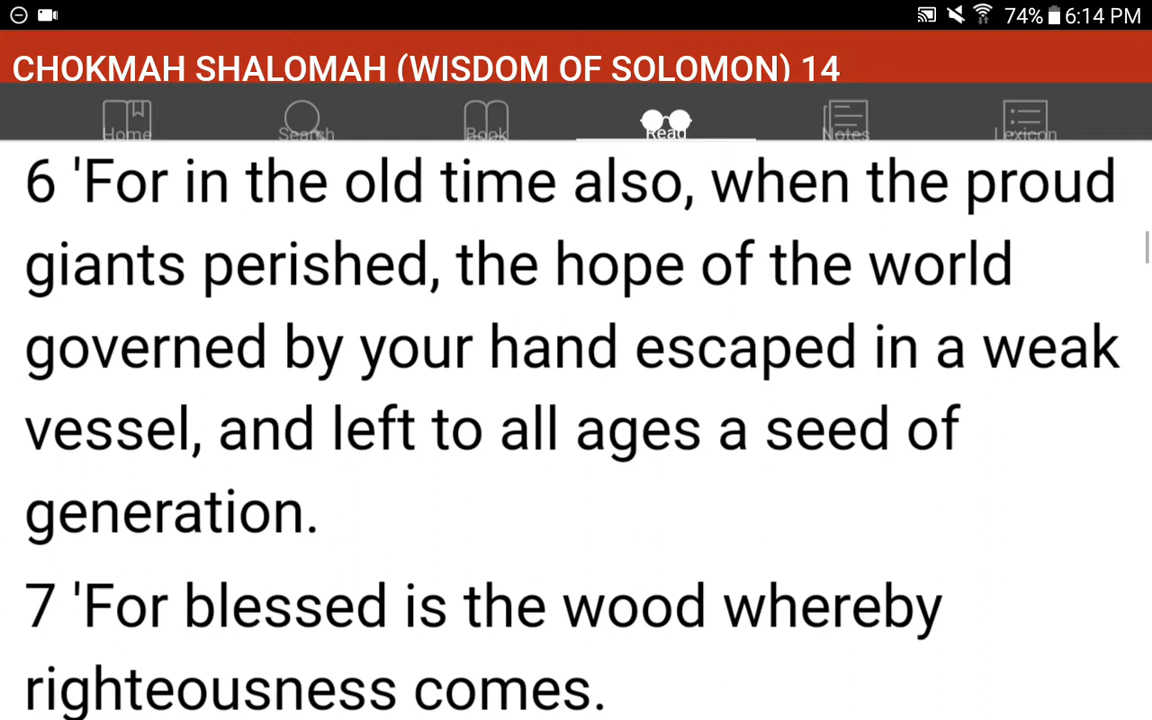 74% 6:14 PM
CHOKMAH SHALOMAH (WISDOM OF SOLOMON) 14
Home Search Book Read Notes Lexicon
6 'For in the old time also, when the proud
giants perished, the hope of the world
governed by your hand escaped in a weak
vessel, and left to all ages a seed of
generation.
7 'For blessed is the wood whereby
righteousness comes.